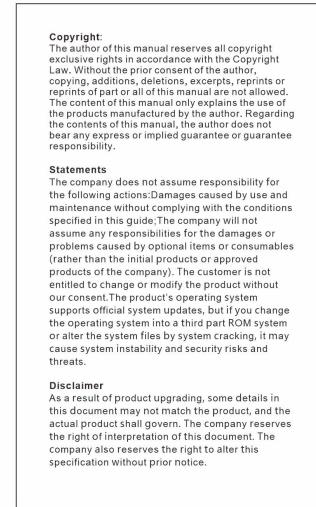 Copyright:
The author of this manual reserves all copyright
exclusive rights in accordance with the Copyright
Law. Without the prior consent of the author,
copying, additions, deletions, excerpts, reprints or
reprints of part or all of this manual are not allowed.
The content of this manual only explains the use of
the products manufactured by the author. Regarding
the contents of this manual, the author does not
bear any express or implied guarantee or guarantee
responsibility.
Statements
The company does not assume responsibility for
the following actions:Damages caused by use and
maintenance without complying with the conditions
specified in this guide;The company will not
assume any responsibilities for the damages or
problems caused by optional items or consumables
(rather than the initial products or approved
products of the company). The customer is not
entitled to change or modify the product without
our consent.The product's operating system
supports official system updates, but if you change
the operating system into a third part ROM system
or alter the system files by system cracking, it may
cause system instability and security risks and
threats.
Disclaimer
As a result of product upgrading, some details in
this document may not match the product, and the
actual product shall govern. The company reserves
the right of interpretation of this document. The
company also reserves the right to alter this
specification without prior notice.